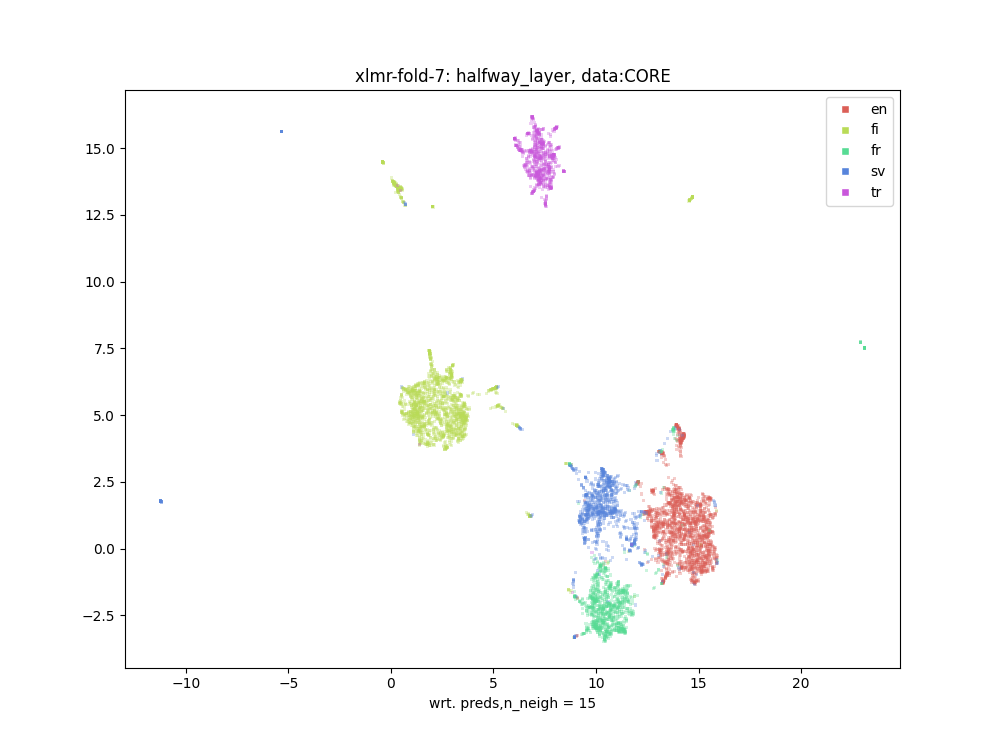 xlmr-fold-7: halfway_layer, data:CORE
en
fi
fr
sv
tr
15.0
12.5
10.0
7.5
5.0
2.5
0.0
−2.5
−10
−5
0
5
10
15
20
wrt. preds,n_neigh = 15